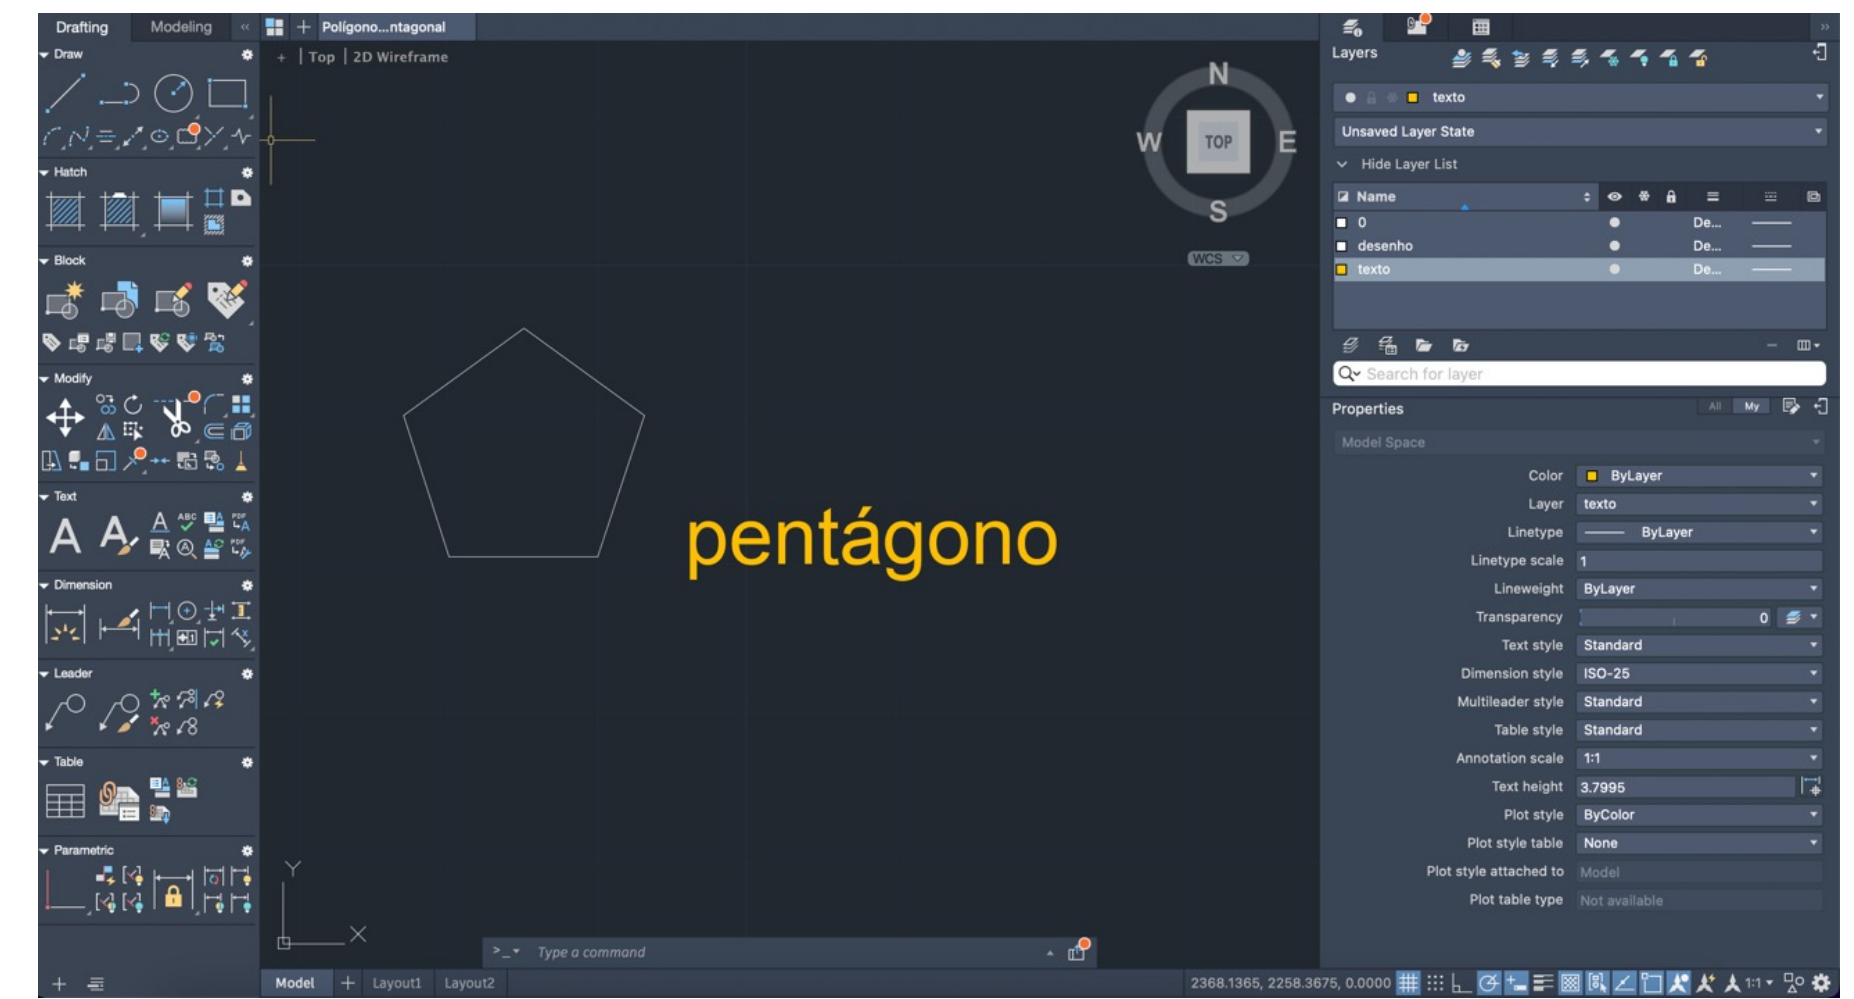 Drafting Modeling
Polígono...ntagonal
Draw
Hatch
Block
Modify
Text
Dimension
Leader
Table
Parametric
+ | Top | 2D Wireframe
N
W TOP E
S
WCS
pentágono
Y
X
>_ Type a command
Model + Layout1 Layout2
2368.1365, 2258.3675, 0.0000
1:1
Layers
texto
Unsaved Layer State
Hide Layer List
Name
0 De...
desenho De...
texto De...
Search for layer
Properties All My
Model Space
Color ByLayer
Layer texto
Linetype ByLayer
Linetype scale 1
Lineweight ByLayer
Transparency 0
Text style Standard
Dimension style ISO-25
Multileader style Standard
Table style Standard
Annotation scale 1:1
Text height 3.7995
Plot style ByColor
Plot style table None
Plot style attached to Model
Plot table type Not available